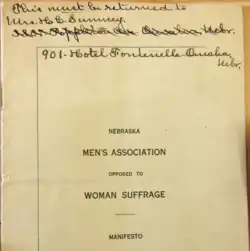 This must be returned to
Mrs. H. C. Sumney.
Omaha, Nebr.
901 - Hotel Fontenelle Omaha,
Nebr.
NEBRASKA
MEN'S ASSOCIATION
OPPOSED TO
WOMAN SUFFRAGE
MANIFESTO